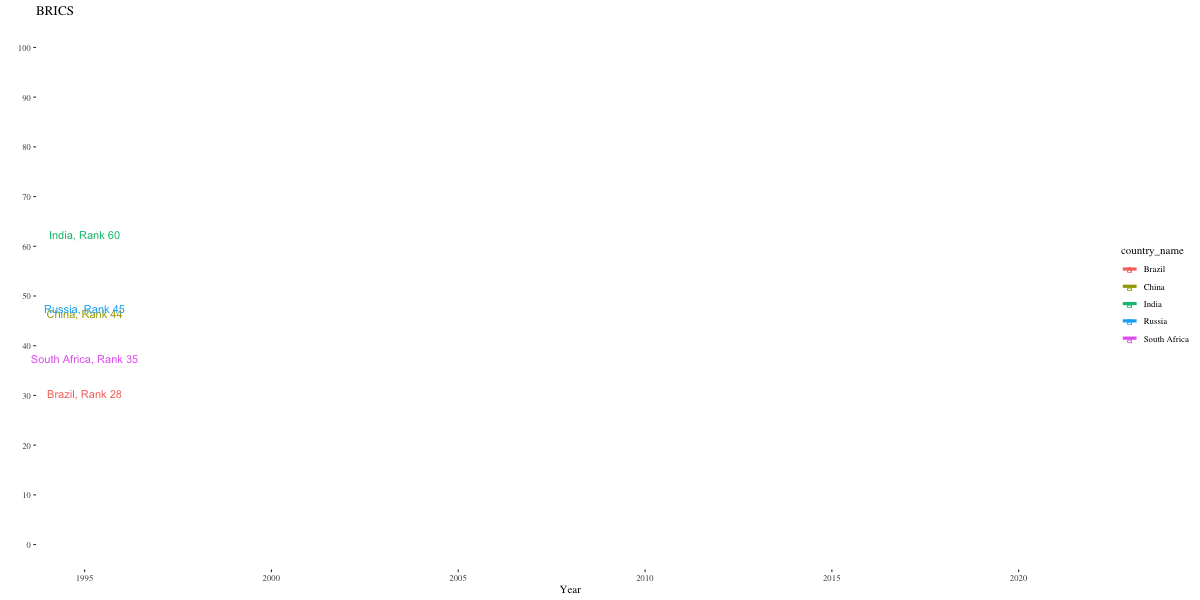 BRICS
100
90
80
70
60
50
40
30
20
10
0
India, Rank 60
Russia, Rank 45
China, Rank 44
South Africa, Rank 35
Brazil, Rank 28
1995
2000
2005
2010
2015
2020
Year
country_name
Brazil
China
India
Russia
South Africa